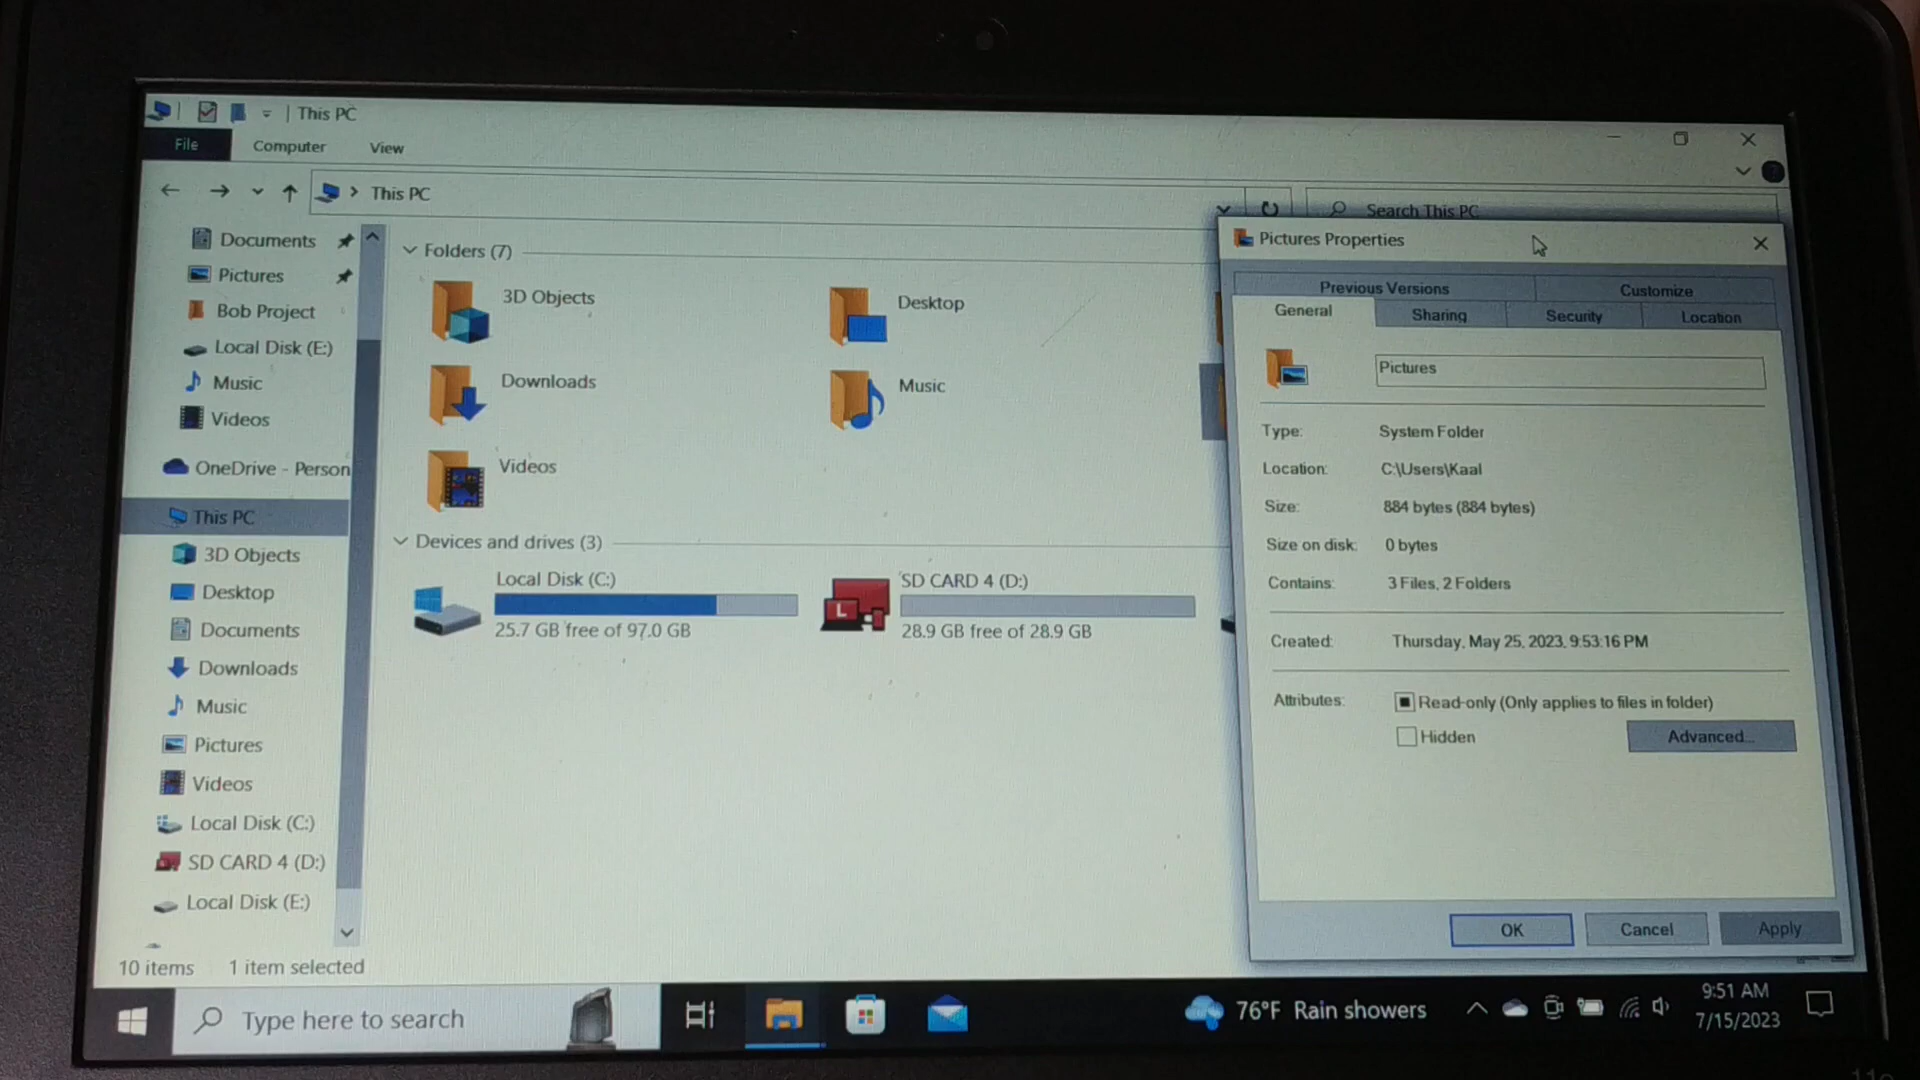 This PC
File Computer View
This PC
Search This PC
Documents
Pictures
Bob Project
Local Disk (E:)
Music
Videos
OneDrive - Person
This PC
3D Objects
Desktop
Documents
Downloads
Music
Pictures
Videos
Local Disk (C:)
SD CARD 4 (D:)
Local Disk (E:)
Folders (7)
3D Objects
Desktop
Downloads
Music
Videos
Devices and drives (3)
Local Disk (C:)
25.7 GB free of 97.0 GB
L
SD CARD 4 (D:)
28.9 GB free of 28.9 GB
10 items 1 item selected
Pictures Properties
Previous Versions Customize
General Sharing Security Location
Pictures
Type: System Folder
Location: C:\Users\Kaal
Size: 884 bytes (884 bytes)
Size on disk: 0 bytes
Contains: 3 Files, 2 Folders
Created: Thursday, May 25, 2023, 9:53:16 PM
Attributes: Read-only (Only applies to files in folder)
Hidden
Advanced...
OK Cancel Apply
Type here to search
76°F Rain showers
9:51 AM
7/15/2023